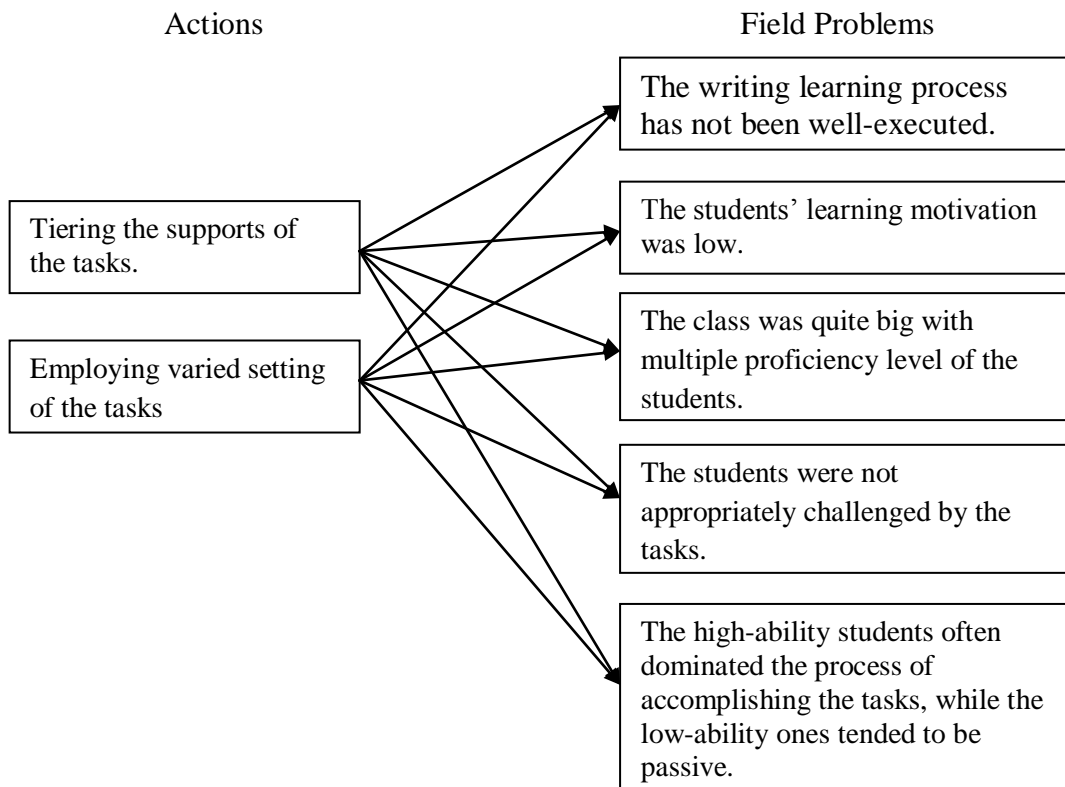 Actions
Field Problems
Tiering the supports of
the tasks.
Employing varied setting
of the tasks
The writing learning process
has not been well-executed.
The students’ learning motivation
was low.
The class was quite big with
multiple proficiency level of the
students.
The students were not
appropriately challenged by the
tasks.
The high-ability students often
dominated the process of
accomplishing the tasks, while the
low-ability ones tended to be
passive.